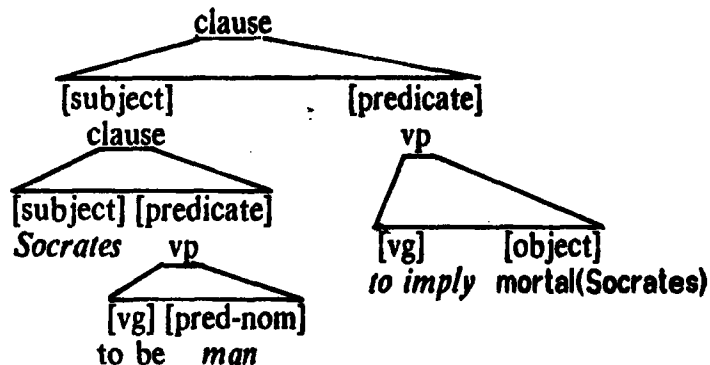 clause
[subject] [predicate]
clause vp
[subject] [predicate]
Socrates vp [vg] [object]
to imply mortal(Socrates)
[vg] [pred-nom]
to be man